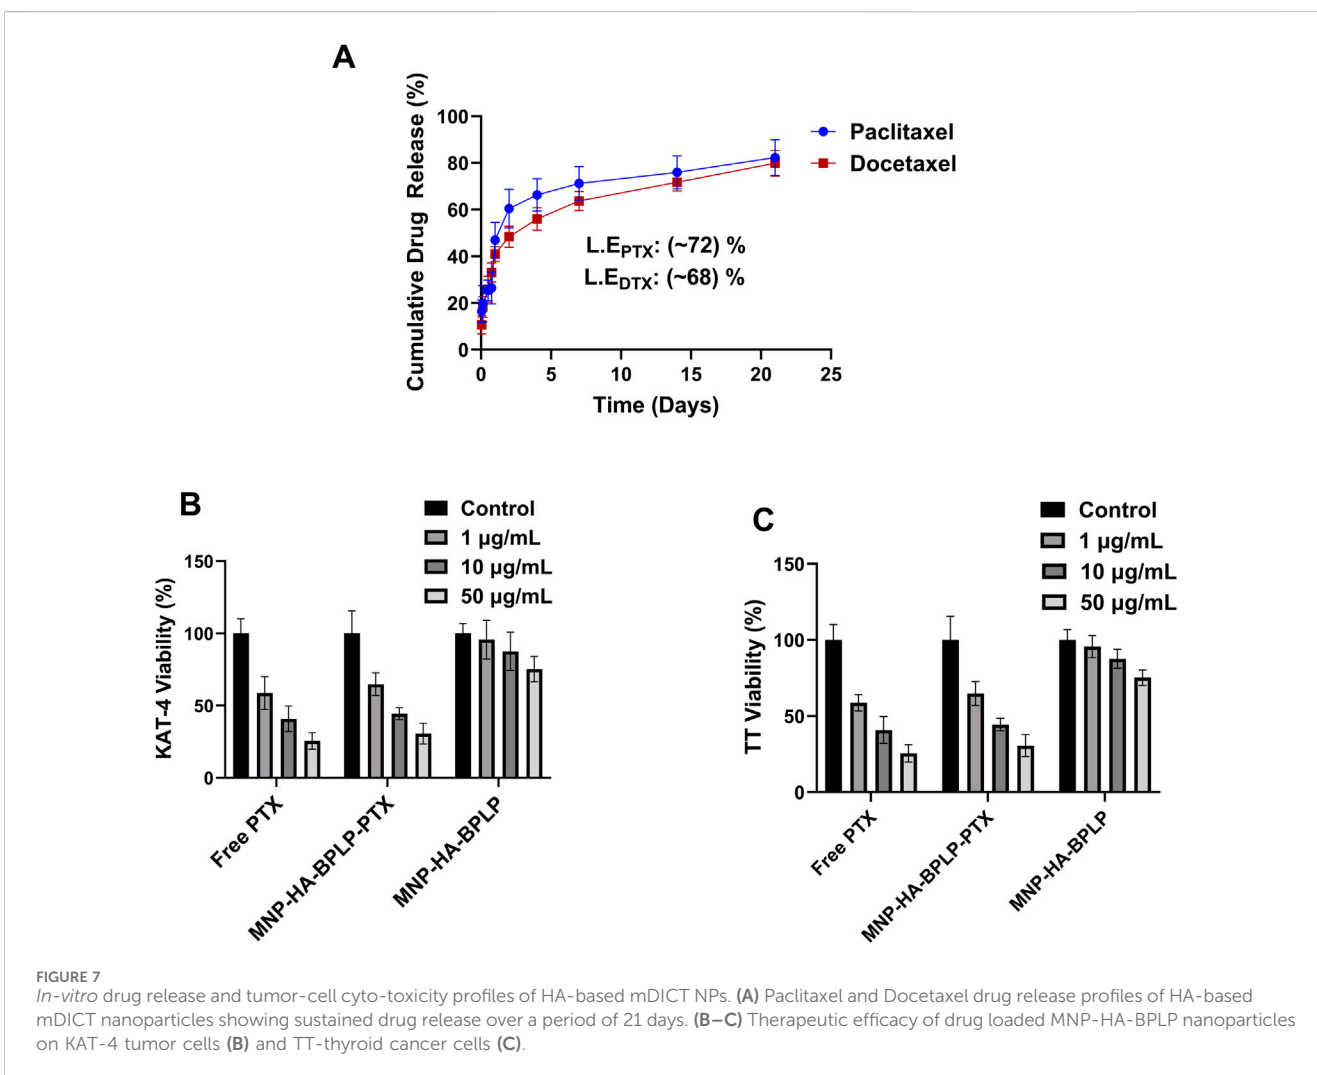 A
Cumulative Drug Release (%)
100
80
60
40
20
0
0 5 10 15 20 25
Time (Days)
Paclitaxel
Docetaxel
L.EPTX: (~72) %
L.EDTX: (~68) %
B
Control
1 µg/mL
10 µg/mL
50 µg/mL
KAT-4 Viability (%)
150
100
50
0
Free PTX
MNP-HA-BPLP-PTX
MNP-HA-BPLP
C
Control
1 µg/mL
10 µg/mL
50 µg/mL
TT Viability (%)
150
100
50
0
Free PTX
MNP-HA-BPLP-PTX
MNP-HA-BPLP
FIGURE 7
In-vitro drug release and tumor-cell cyto-toxicity profiles of HA-based mDICT NPs. (A) Paclitaxel and Docetaxel drug release profiles of HA-based
mDICT nanoparticles showing sustained drug release over a period of 21 days. (B–C) Therapeutic efficacy of drug loaded MNP-HA-BPLP nanoparticles
on KAT-4 tumor cells (B) and TT-thyroid cancer cells (C).